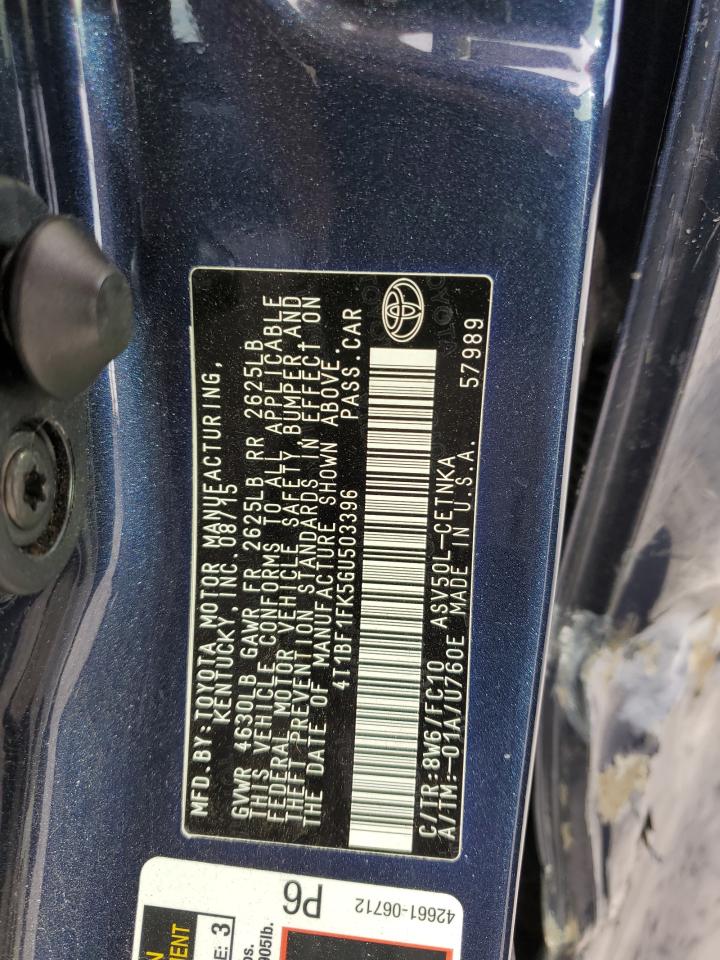 MFD. BY: TOYOTA MOTOR MANUFACTURING,
KENTUCKY, INC. 08/15
GVWR 4630LB GAWR FR 2625LB RR 2625LB
THIS VEHICLE CONFORMS TO ALL APPLICABLE
FEDERAL MOTOR VEHICLE SAFETY, BUMPER AND
THEFT PREVENTION STANDARDS IN EFFECT ON
THE DATE OF MANUFACTURE SHOWN ABOVE.
4T1BF1FK5GU503396 PASS.CAR
C/TR:8W6/FC10 ASV50L-CETNKA 57989
A/TM:-01A/U760E MADE IN U.S.A.
P6
42661-06712
E: 3
905lb.